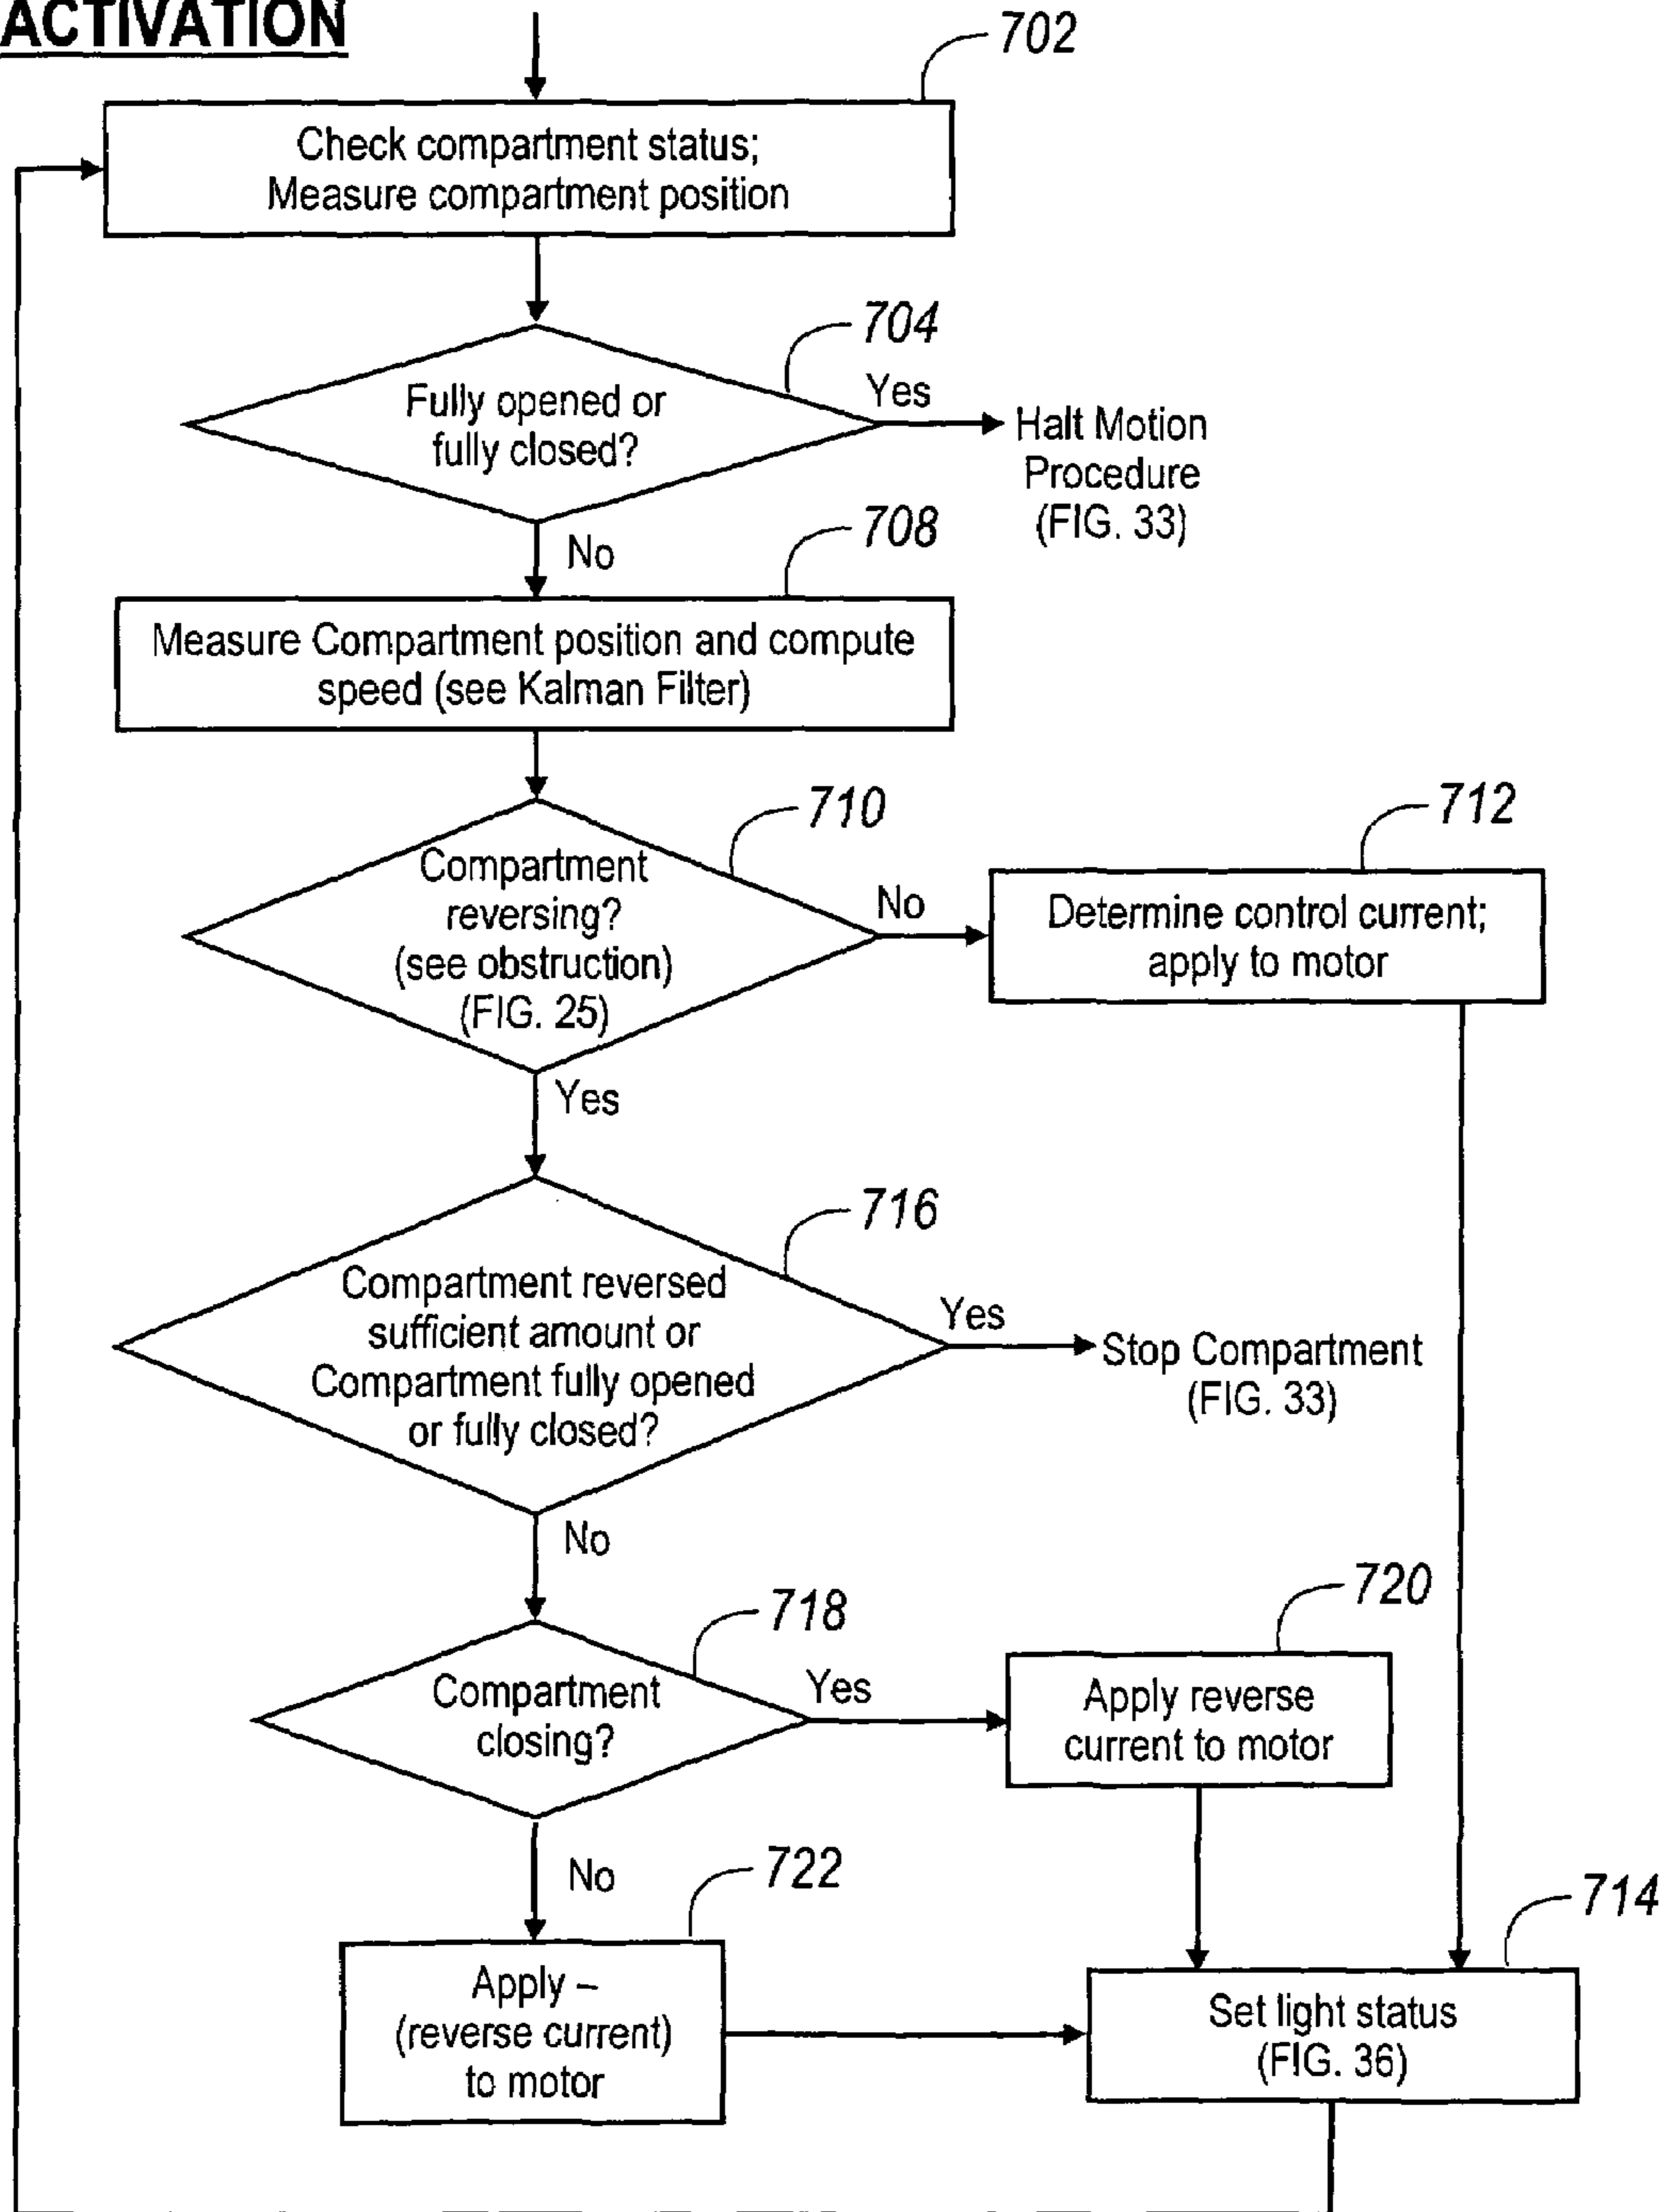 ACTIVATION
702
Check compartment status;
Measure compartment position
704
Fully opened or
fully closed?
Yes
Halt Motion
Procedure
(FIG. 33)
No
708
Measure Compartment position and compute
speed (see Kalman Filter)
710
Compartment
reversing?
(see obstruction)
(FIG. 25)
No
712
Determine control current;
apply to motor
Yes
716
Compartment reversed
sufficient amount or
Compartment fully opened
or fully closed?
Yes
Stop Compartment
(FIG. 33)
No
718
Compartment
closing?
Yes
720
Apply reverse
current to motor
No
722
Apply –
(reverse current)
to motor
714
Set light status
(FIG. 36)